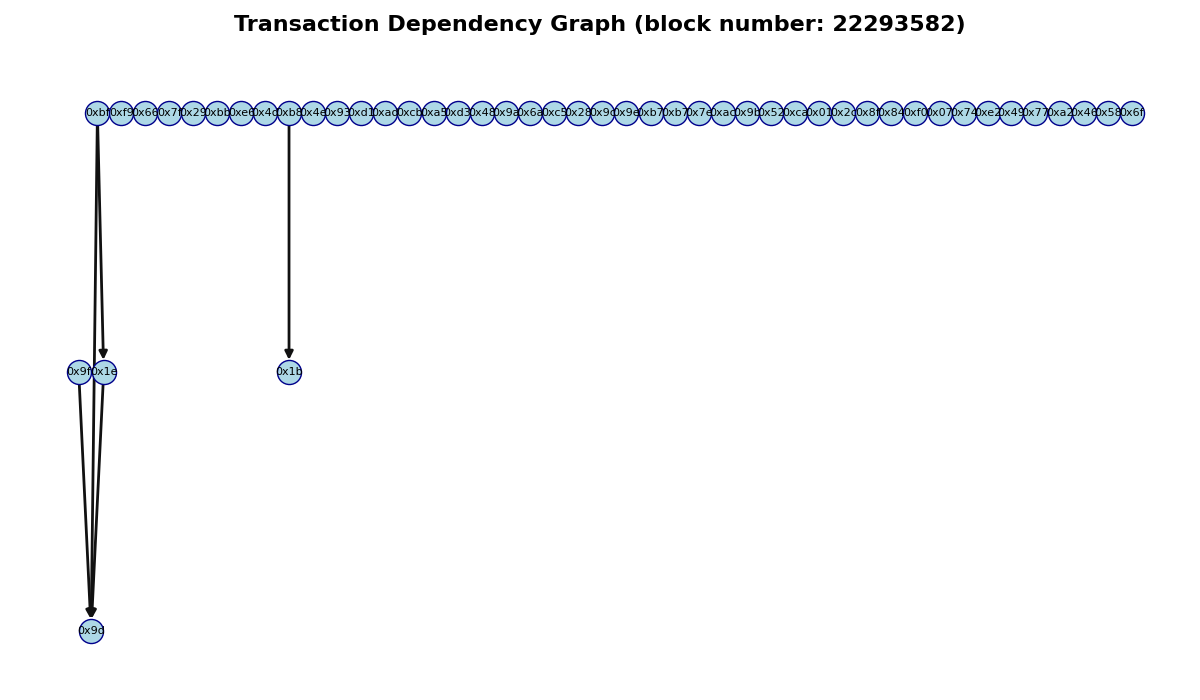 Transaction Dependency Graph (block number: 22293582)
0xbf 0xf9 0x66 0x7f 0x29 0xbb 0xe6 0x4d 0xb8 0x4e 0x93 0xd1 0xad 0xcb 0xa5 0xd3 0x48 0x9a 0x6a 0xc5 0x28 0x9c 0x9e 0xb7 0xb7 0x7e 0xac 0x9b 0x52 0xca 0x01 0x2c 0x8f 0x84 0xf0 0x07 0x74 0xe2 0x49 0x77 0xa2 0x46 0x58 0x6f
0x9f 0x1e 0x1b
0x9d